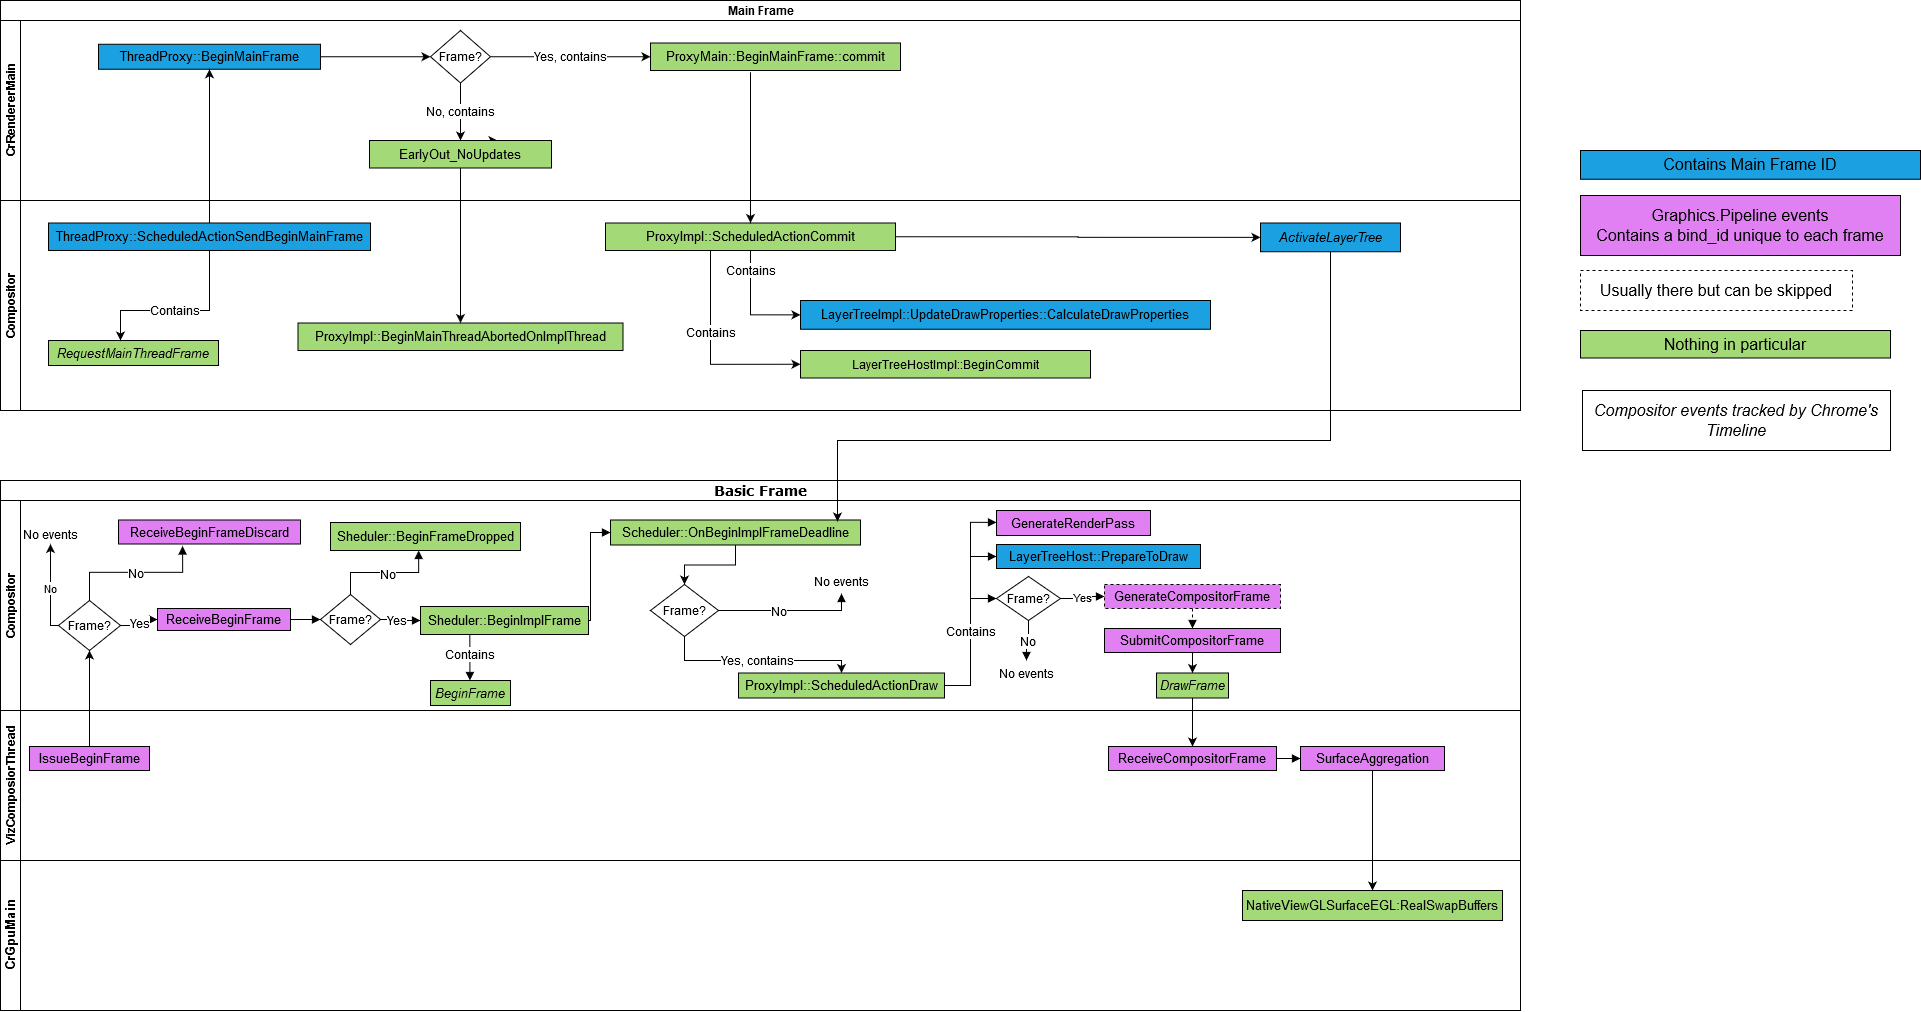 Main Frame
CrRendererMain
ThreadProxy::BeginMainFrame
Frame?
Yes, contains
ProxyMain::BeginMainFrame::commit
No, contains
EarlyOut_NoUpdates
Compositor
ThreadProxy::ScheduledActionSendBeginMainFrame
Contains
RequestMainThreadFrame
ProxyImpl::BeginMainThreadAbortedOnImplThread
ProxyImpl::ScheduledActionCommit
Contains
Contains
ActivateLayerTree
LayerTreeImpl::UpdateDrawProperties::CalculateDrawProperties
LayerTreeHostImpl::BeginCommit
Contains Main Frame ID
Graphics.Pipeline events
Contains a bind_id unique to each frame
Usually there but can be skipped
Nothing in particular
Compositor events tracked by Chrome's
Timeline
Basic Frame
Compositor
No events
No
ReceiveBeginFrameDiscard
No
Frame?
Yes
ReceiveBeginFrame
Sheduler::BeginFrameDropped
No
Frame?
Yes
Sheduler::BeginImplFrame
Contains
BeginFrame
Scheduler::OnBeginImplFrameDeadline
Frame?
No
No events
Yes, contains
ProxyImpl::ScheduledActionDraw
Contains
GenerateRenderPass
LayerTreeHost::PrepareToDraw
Frame?
Yes
No
No events
GenerateCompositorFrame
SubmitCompositorFrame
DrawFrame
VizComposiorThread
IssueBeginFrame
ReceiveCompositorFrame
SurfaceAggregation
CrGpuMain
NativeViewGLSurfaceEGL:RealSwapBuffers